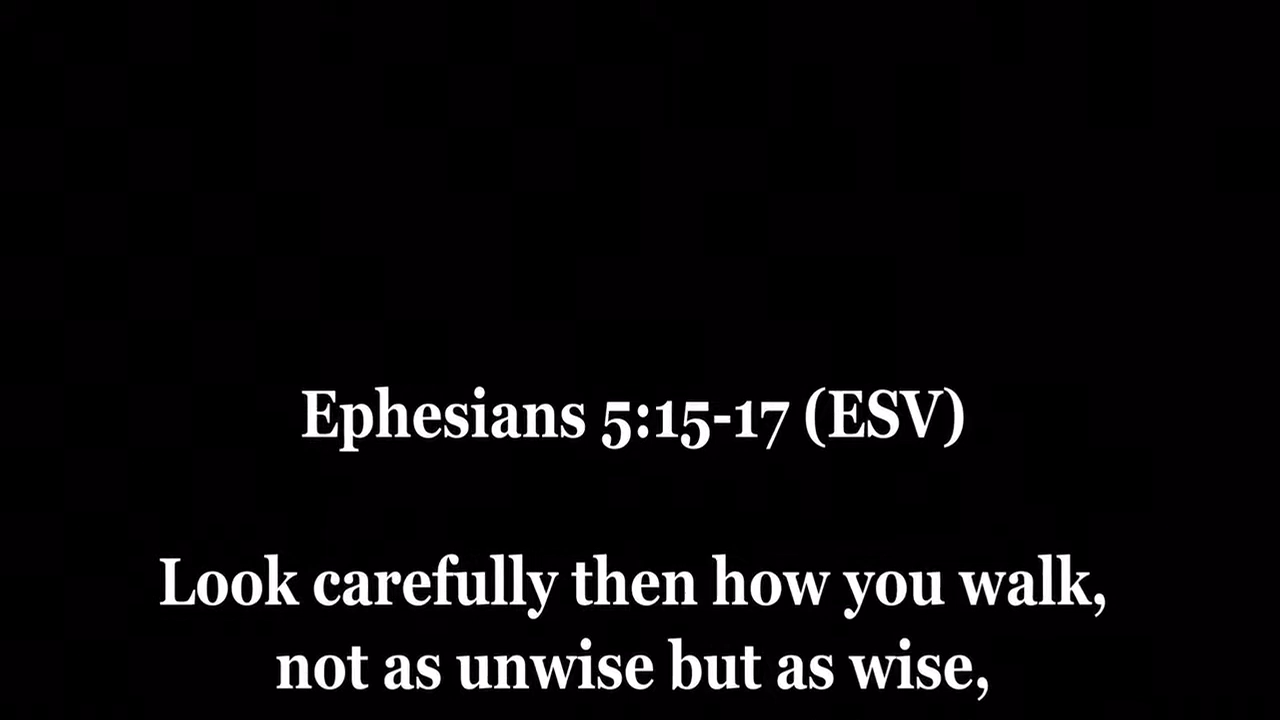 Ephesians 5:15-17 (ESV)
Look carefully then how you walk,
not as unwise but as wise,